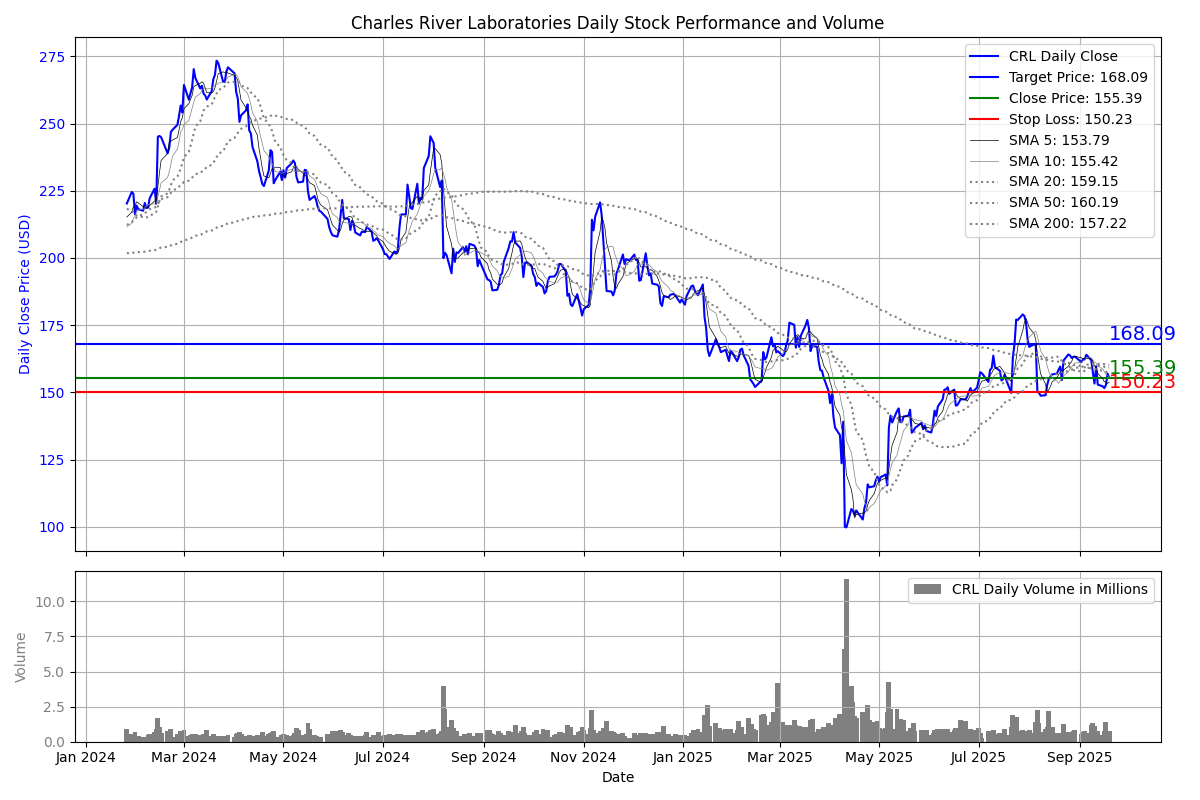 Charles River Laboratories Daily Stock Performance and Volume
275
250
225
200
175
150
125
100
Daily Close Price (USD)
CRL Daily Close
Target Price: 168.09
Close Price: 155.39
Stop Loss: 150.23
SMA 5: 153.79
SMA 10: 155.42
SMA 20: 159.15
SMA 50: 160.19
SMA 200: 157.22
168.09
155.39
150.23
10.0
7.5
5.0
2.5
0.0
Volume
CRL Daily Volume in Millions
Jan 2024 Mar 2024 May 2024 Jul 2024 Sep 2024 Nov 2024 Jan 2025 Mar 2025 May 2025 Jul 2025 Sep 2025
Date